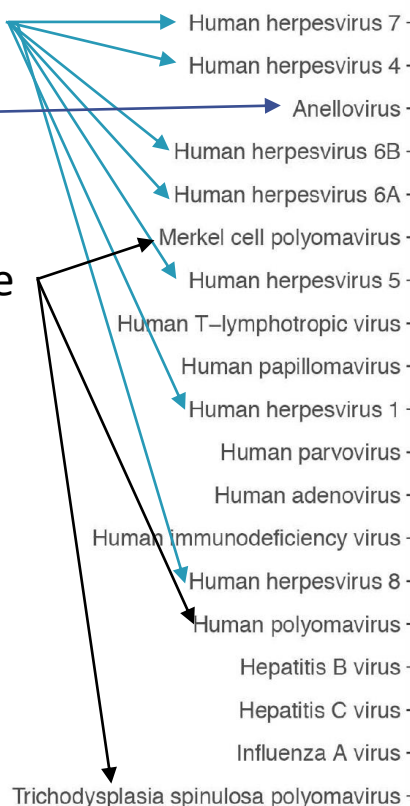 Human herpesvirus 7
Human herpesvirus 4
Anellovirus
Human herpesvirus 6B
Human herpesvirus 6A
Merkel cell polyomavirus
e
Human herpesvirus 5
Human T–lymphotropic virus
Human papillomavirus
Human herpesvirus 1
Human parvovirus
Human adenovirus
Human immunodeficiency virus
Human herpesvirus 8
Human polyomavirus
Hepatitis B virus
Hepatitis C virus
Influenza A virus
Trichodysplasia spinulosa polyomavirus